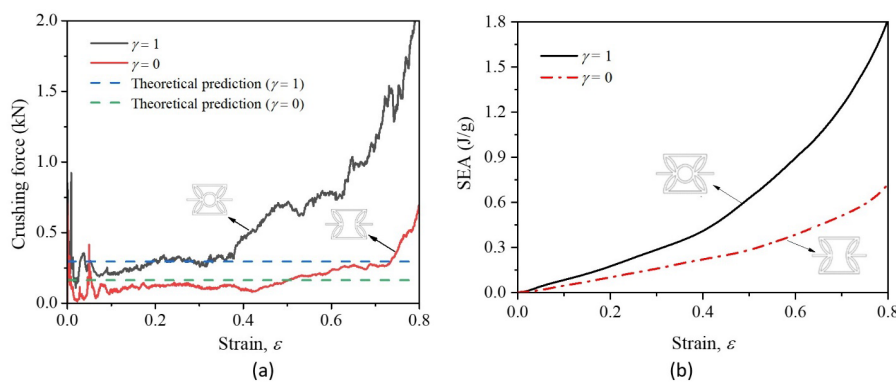 (a)
2.0
1.5
1.0
0.5
0.0
Crushing force (kN)
γ = 1
γ = 0
Theoretical prediction (γ = 1)
Theoretical prediction (γ = 0)
0.0 0.2 0.4 0.6 0.8
Strain, ε
(a)
(b)
1.8
1.5
1.2
0.9
0.6
0.3
0.0
SEA (J/g)
γ = 1
γ = 0
0.0 0.2 0.4 0.6 0.8
Strain, ε
(b)